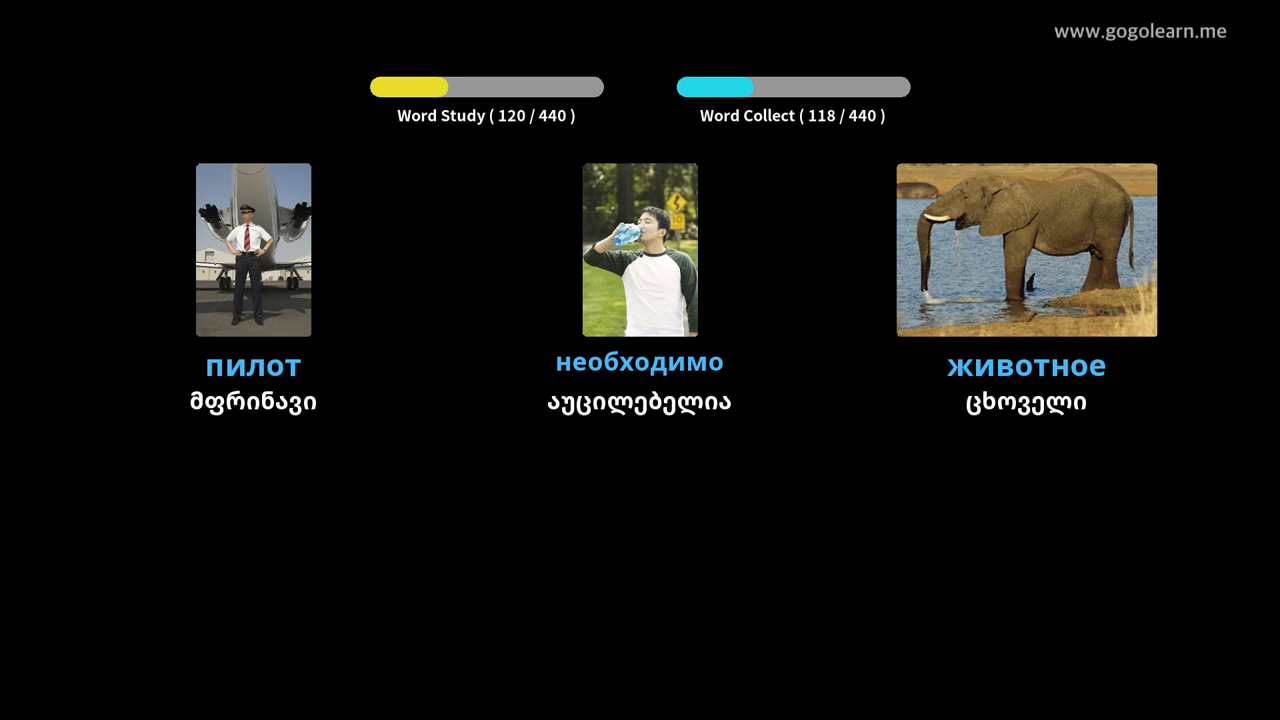 www.gogolearn.me
Word Study ( 120 / 440 )
Word Collect ( 118 / 440 )
пилот
მფრინავი
необходимо
აუცილებელია
животное
ცხოველი